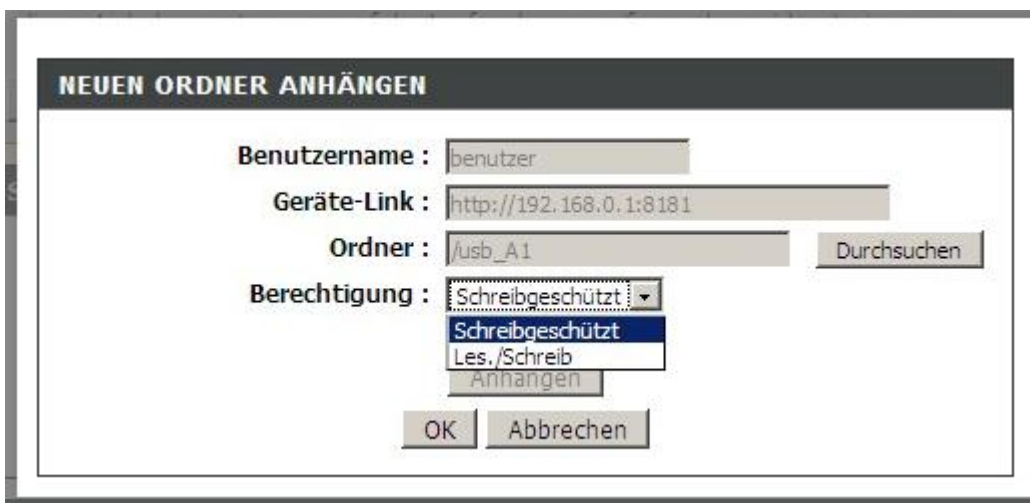 NEUEN ORDNER ANHÄNGEN
Benutzername : benutzer
Geräte-Link : http://192.168.0.1:8181
Ordner : /usb_A1 Durchsuchen
Berechtigung : Schreibgeschützt
Schreibgeschützt
Les./Schreib
Anhängen
OK Abbrechen